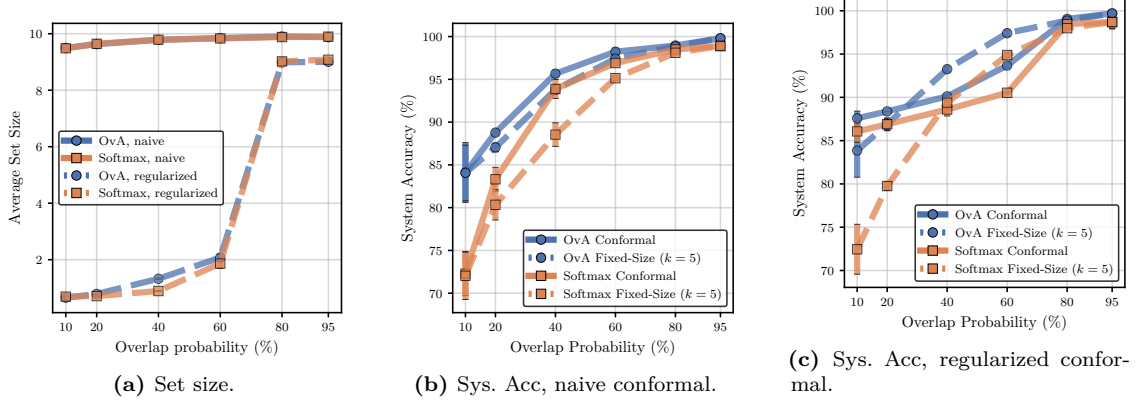 10
8
6
4
2
Average Set Size
OvA, naive
Softmax, naive
OvA, regularized
Softmax, regularized
10 20 40 60 80 95
Overlap probability (%)
(a) Set size.
100
95
90
85
80
75
70
System Accuracy (%)
OvA Conformal
OvA Fixed-Size (k = 5)
Softmax Conformal
Softmax Fixed-Size (k = 5)
10 20 40 60 80 95
Overlap Probability (%)
(b) Sys. Acc, naive conformal.
100
95
90
85
80
75
70
System Accuracy (%)
OvA Conformal
OvA Fixed-Size (k = 5)
Softmax Conformal
Softmax Fixed-Size (k = 5)
10 20 40 60 80 95
Overlap Probability (%)
(c) Sys. Acc, regularized confor-
mal.